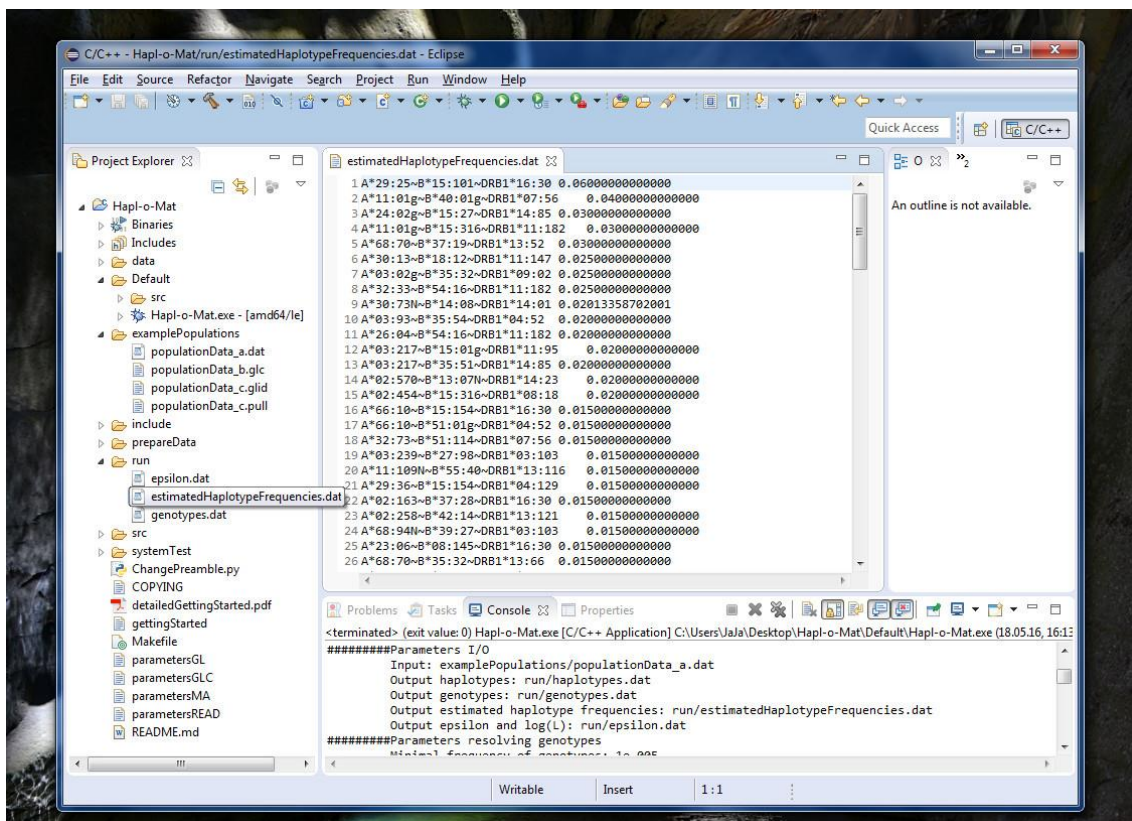 C/C++ - Hapl-o-Mat/run/estimatedHaplotypeFrequencies.dat - Eclipse
File Edit Source Refactor Navigate Search Project Run Window Help
Quick Access C/C++
Project Explorer
Hapl-o-Mat
Binaries
Includes
data
Default
src
Hapl-o-Mat.exe - [amd64/le]
examplePopulations
populationData_a.dat
populationData_b.glc
populationData_c.glid
populationData_c.pull
include
prepareData
run
epsilon.dat
estimatedHaplotypeFrequencies.dat
genotypes.dat
src
systemTest
ChangePreamble.py
COPYING
detailedGettingStarted.pdf
gettingStarted
Makefile
parametersGL
parametersGLC
parametersMA
parametersREAD
README.md
estimatedHaplotypeFrequencies.dat
1 A*29:25~B*15:101~DRB1*16:30 0.06000000000000
2 A*11:01g~B*40:01g~DRB1*07:56 0.04000000000000
3 A*24:02g~B*15:27~DRB1*14:85 0.03000000000000
4 A*11:01g~B*15:316~DRB1*11:182 0.03000000000000
5 A*68:70~B*37:19~DRB1*13:52 0.03000000000000
6 A*30:13~B*18:12~DRB1*11:147 0.02500000000000
7 A*03:02g~B*35:32~DRB1*09:02 0.02500000000000
8 A*32:33~B*54:16~DRB1*11:182 0.02500000000000
9 A*30:73N~B*14:08~DRB1*14:01 0.02013358702001
10 A*03:93~B*35:54~DRB1*04:52 0.02000000000000
11 A*26:04~B*54:16~DRB1*11:182 0.02000000000000
12 A*03:217~B*15:01g~DRB1*11:95 0.02000000000000
13 A*03:217~B*35:51~DRB1*14:85 0.02000000000000
14 A*02:570~B*13:07N~DRB1*14:23 0.02000000000000
15 A*02:454~B*15:316~DRB1*08:18 0.02000000000000
16 A*66:10~B*15:154~DRB1*16:30 0.01500000000000
17 A*66:10~B*51:01g~DRB1*04:52 0.01500000000000
18 A*32:73~B*51:114~DRB1*07:56 0.01500000000000
19 A*03:239~B*27:98~DRB1*03:103 0.01500000000000
20 A*11:109N~B*55:40~DRB1*13:116 0.01500000000000
21 A*29:36~B*15:154~DRB1*04:129 0.01500000000000
22 A*02:163~B*37:28~DRB1*16:30 0.01500000000000
23 A*02:258~B*42:14~DRB1*13:121 0.01500000000000
24 A*68:94N~B*39:27~DRB1*03:103 0.01500000000000
25 A*23:06~B*08:145~DRB1*16:30 0.01500000000000
26 A*68:70~B*35:32~DRB1*13:66 0.01500000000000
O
2
An outline is not available.
Problems Tasks Console Properties
<terminated> (exit value: 0) Hapl-o-Mat.exe [C/C++ Application] C:\Users\JaJa\Desktop\Hapl-o-Mat\Default\Hapl-o-Mat.exe (18.05.16, 16:13
#########Parameters I/O
Input: examplePopulations/populationData_a.dat
Output haplotypes: run/haplotypes.dat
Output genotypes: run/genotypes.dat
Output estimated haplotype frequencies: run/estimatedHaplotypeFrequencies.dat
Output epsilon and log(L): run/epsilon.dat
#########Parameters resolving genotypes
Minimal frequency of genotypes: 1e-005
Writable Insert 1:1